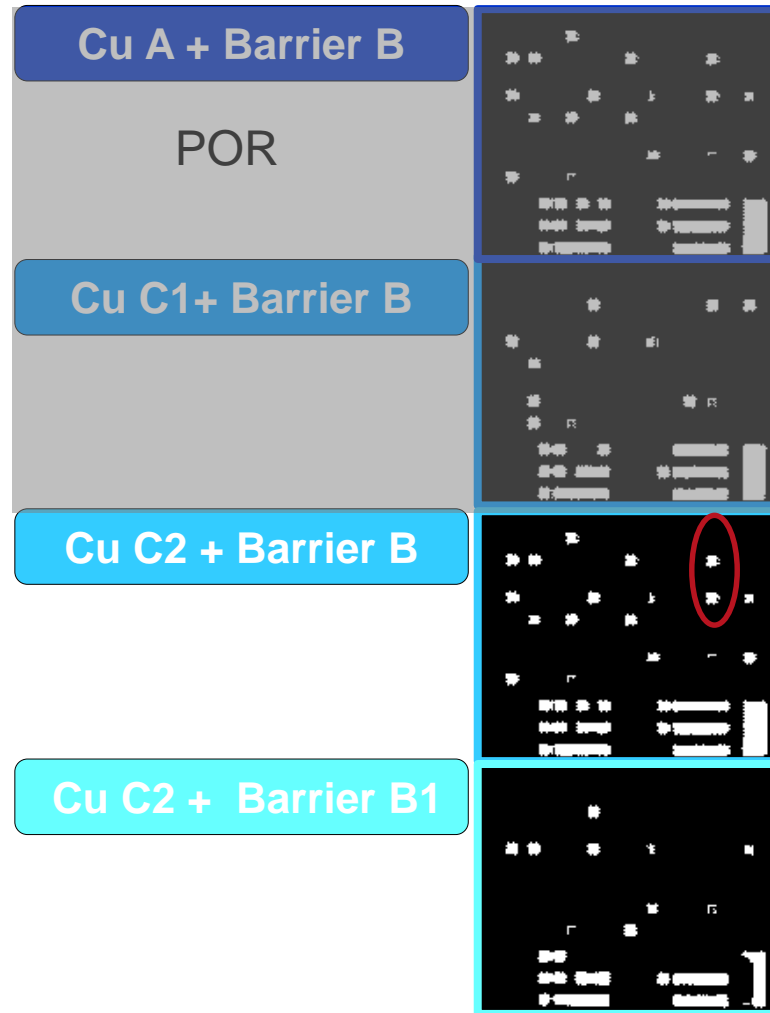 Cu A + Barrier B
POR
Cu C1+ Barrier B
Cu C2 + Barrier B
Cu C2 + Barrier B1